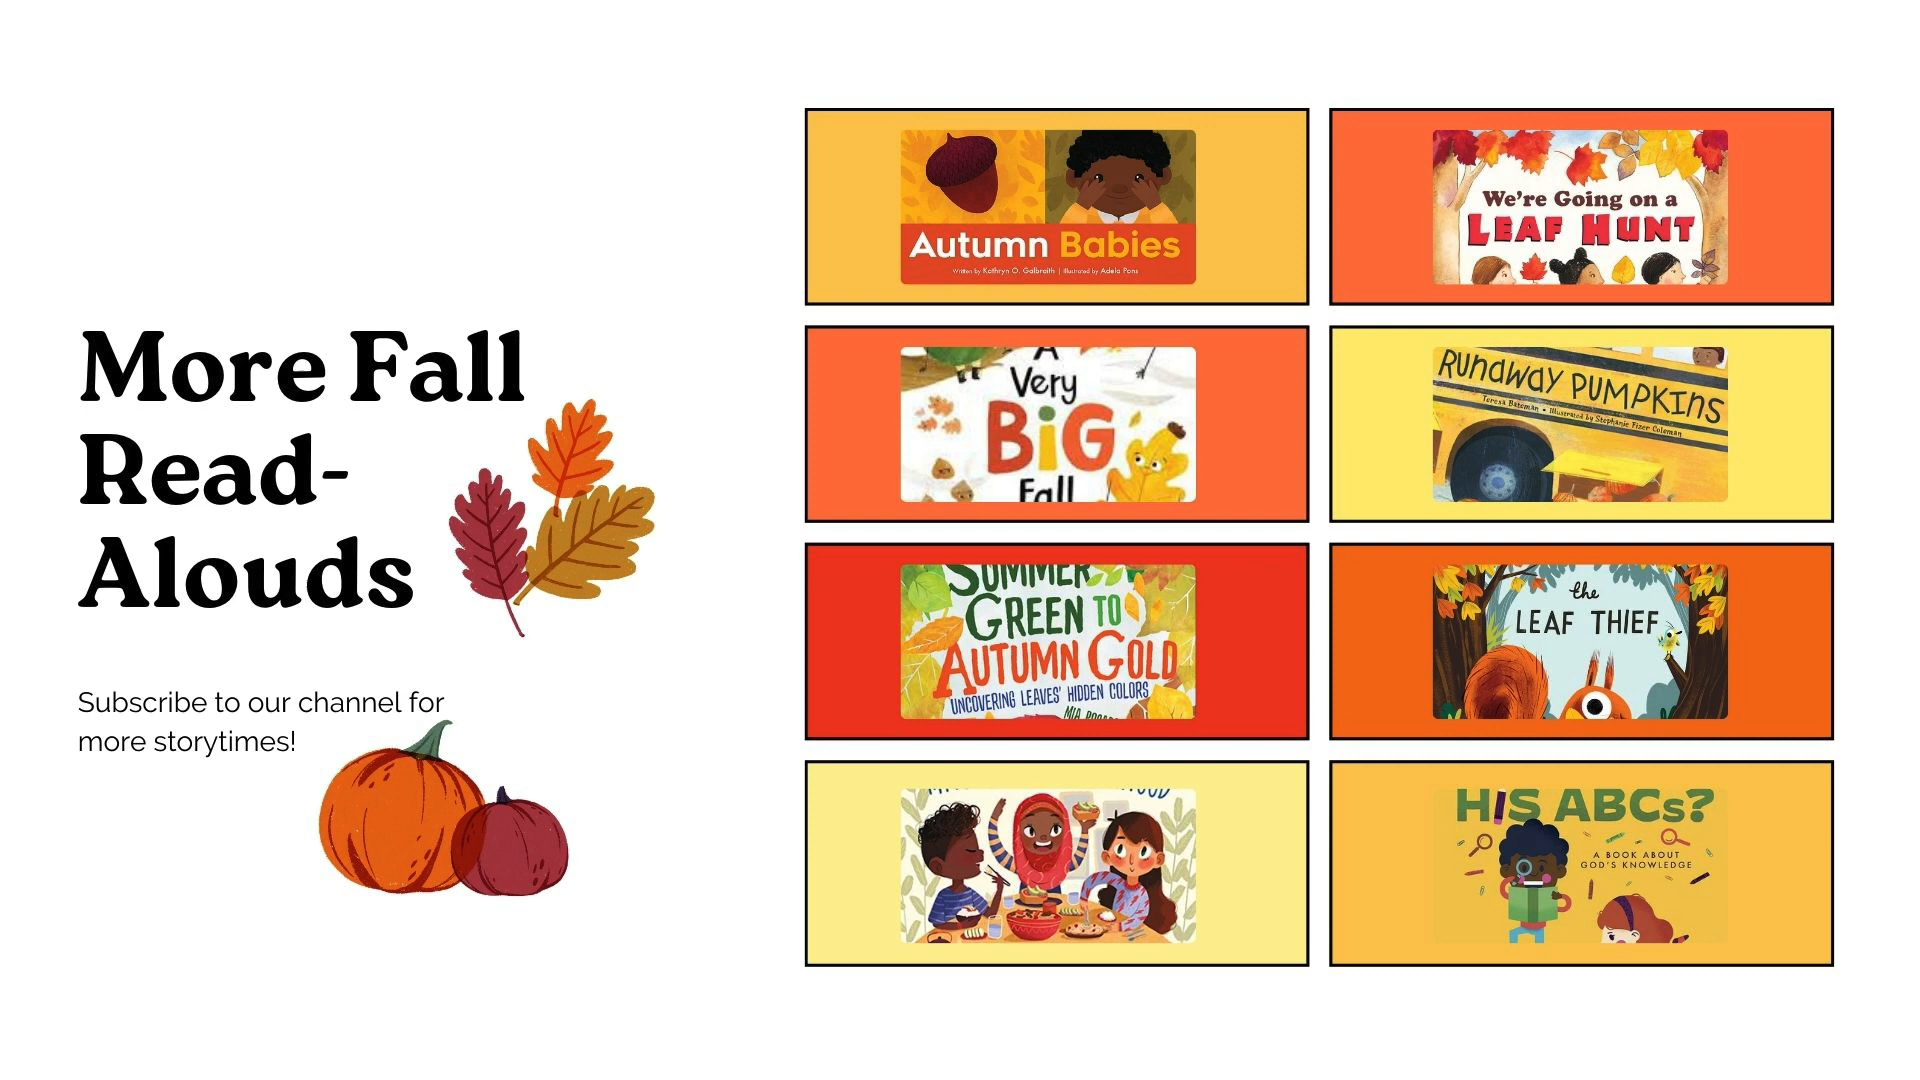 More Fall
Read-
Alouds
Subscribe to our channel for
more storytimes!
Autumn Babies
Written by Kathryn O. Galbraith | Illustrated by Adela Pons
We're Going on a
LEAF HUNT
A
Very
BiG
Fall
RUNAWAY PUMPKINS
Teresa Bateman • Illustrated by Stephanie Fizer Coleman
SUMMER
GREEN TO
AUTUMN GOLD
UNCOVERING LEAVES' HIDDEN COLORS
MIA
the
LEAF THIEF
HIS ABCs?
A BOOK ABOUT
GOD'S KNOWLEDGE